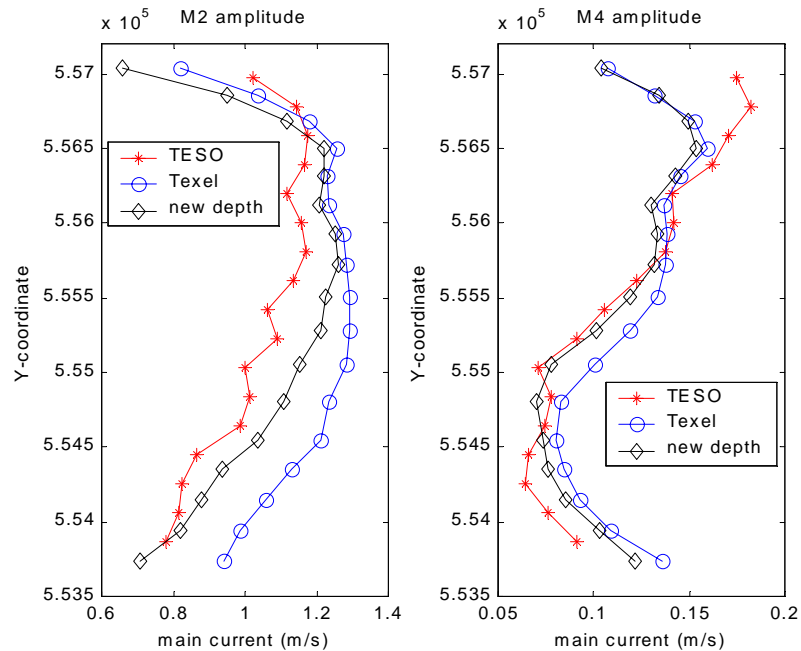 M2 amplitude
x 10^5
Y-coordinate
5.57
5.565
5.56
5.555
5.55
5.545
5.54
5.535
0.6 0.8 1 1.2 1.4
main current (m/s)
TESO
Texel
new depth
M4 amplitude
x 10^5
Y-coordinate
5.57
5.565
5.56
5.555
5.55
5.545
5.54
5.535
0.05 0.1 0.15 0.2
main current (m/s)
TESO
Texel
new depth